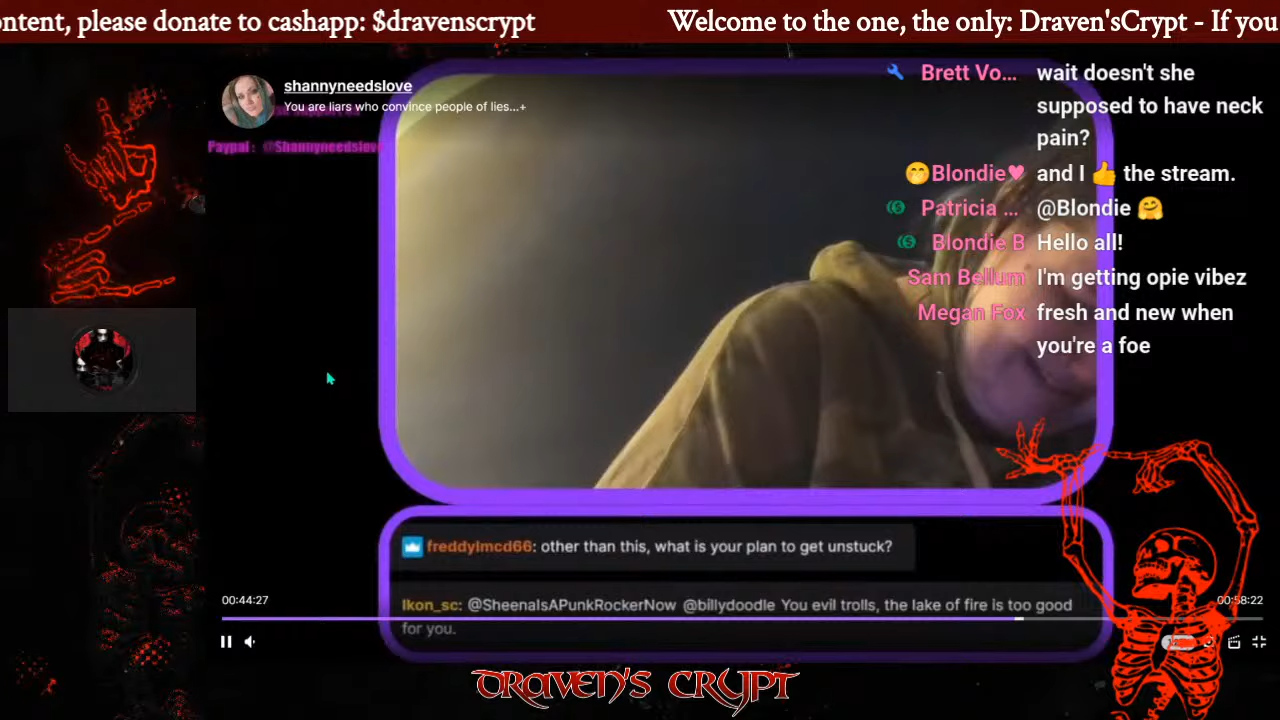 ontent, please donate to cashapp: $dravenscrypt
Welcome to the one, the only: Draven'sCrypt - If you
shannyneedslove
You are liars who convince people of lies...+
Paypal: @Shannyneedslove
Brett Vo... wait doesn't she
supposed to have neck
pain?
Blondie♥ and I 👍 the stream.
Patricia ... @Blondie 🤗
Blondie B Hello all!
Sam Bellum I'm getting opie vibez
Megan Fox fresh and new when
you're a foe
freddylmcd66: other than this, what is your plan to get unstuck?
Ikon_sc: @SheenaIsAPunkRockerNow @billydoodle You evil trolls, the lake of fire is too good
for you.
00:44:27
00:58:22
DRAVEN'S CRYPT